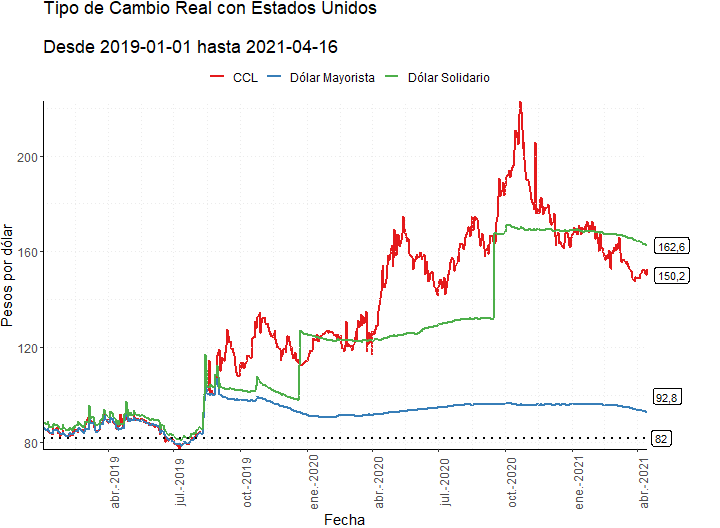 Tipo de Cambio Real con Estados Unidos
Desde 2019-01-01 hasta 2021-04-16
CCL Dólar Mayorista Dólar Solidario
Pesos por dólar
200
160
120
80
162,6
150,2
92,8
82
abr.-2019 jul.-2019 oct.-2019 ene.-2020 abr.-2020 jul.-2020 oct.-2020 ene.-2021 abr.-2021
Fecha